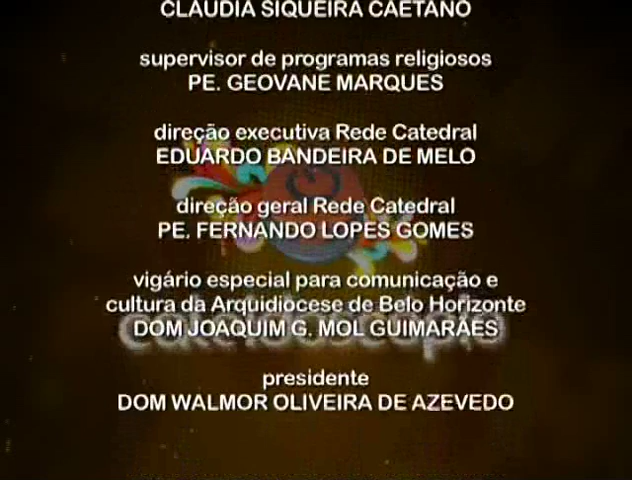 CLAUDIA SIQUEIRA CAETANO
supervisor de programas religiosos
PE. GEOVANE MARQUES
direção executiva Rede Catedral
EDUARDO BANDEIRA DE MELO
direção geral Rede Catedral
PE. FERNANDO LOPES GOMES
vigário especial para comunicação e
cultura da Arquidiocese de Belo Horizonte
DOM JOAQUIM G. MOL GUIMARÃES
caleidoscópio
presidente
DOM WALMOR OLIVEIRA DE AZEVEDO